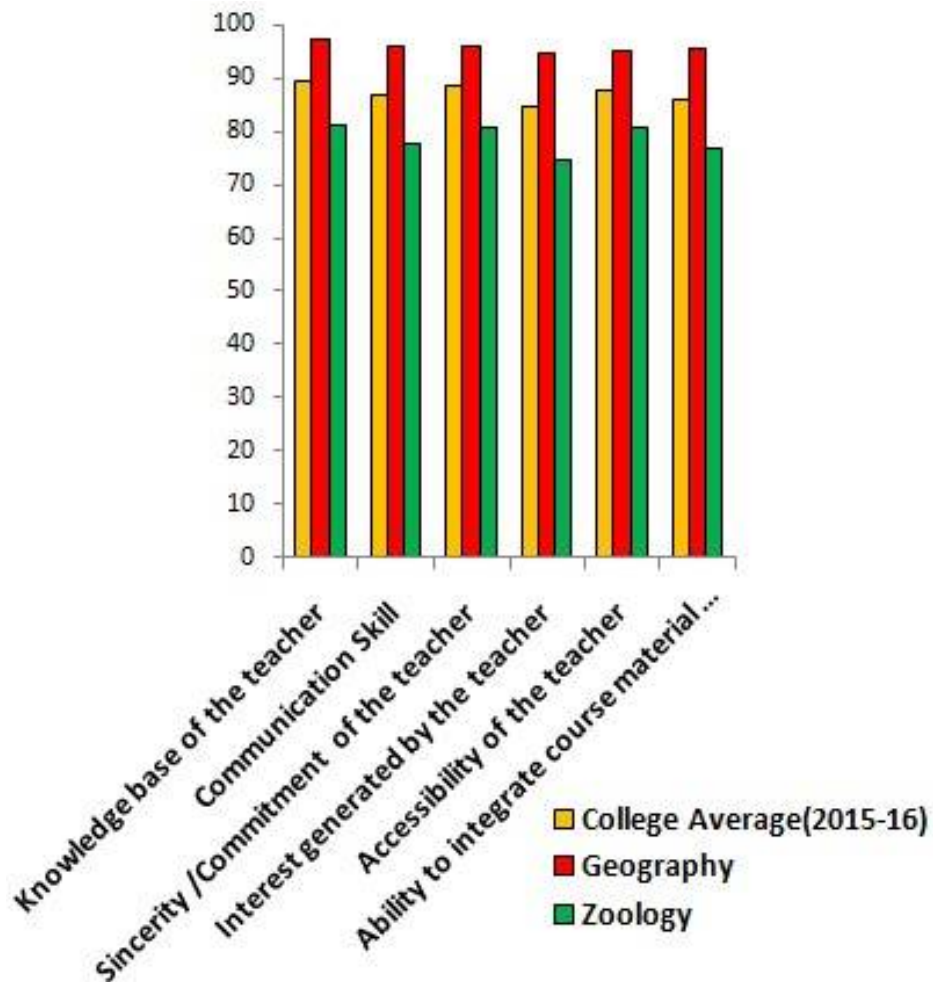 100
90
80
70
60
50
40
30
20
10
0
Knowledge base of the teacher
Communication Skill
Sincerity /Commitment of the teacher
Interest generated by the teacher
Accessibility of the teacher
Ability to integrate course material ...
College Average(2015-16)
Geography
Zoology